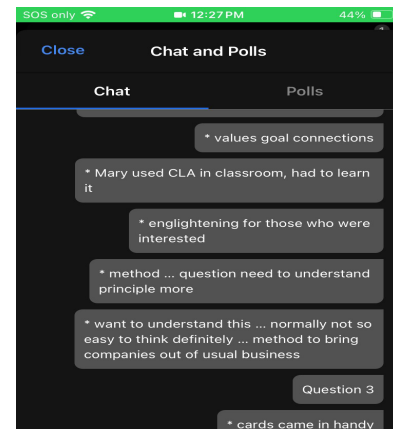 SOS only 12:27 PM 44%
1
Close Chat and Polls
Chat Polls
* values goal connections
* Mary used CLA in classroom, had to learn
it
* englightening for those who were
interested
* method ... question need to understand
principle more
* want to understand this ... normally not so
easy to think definitely ... method to bring
companies out of usual business
Question 3
* cards came in handy